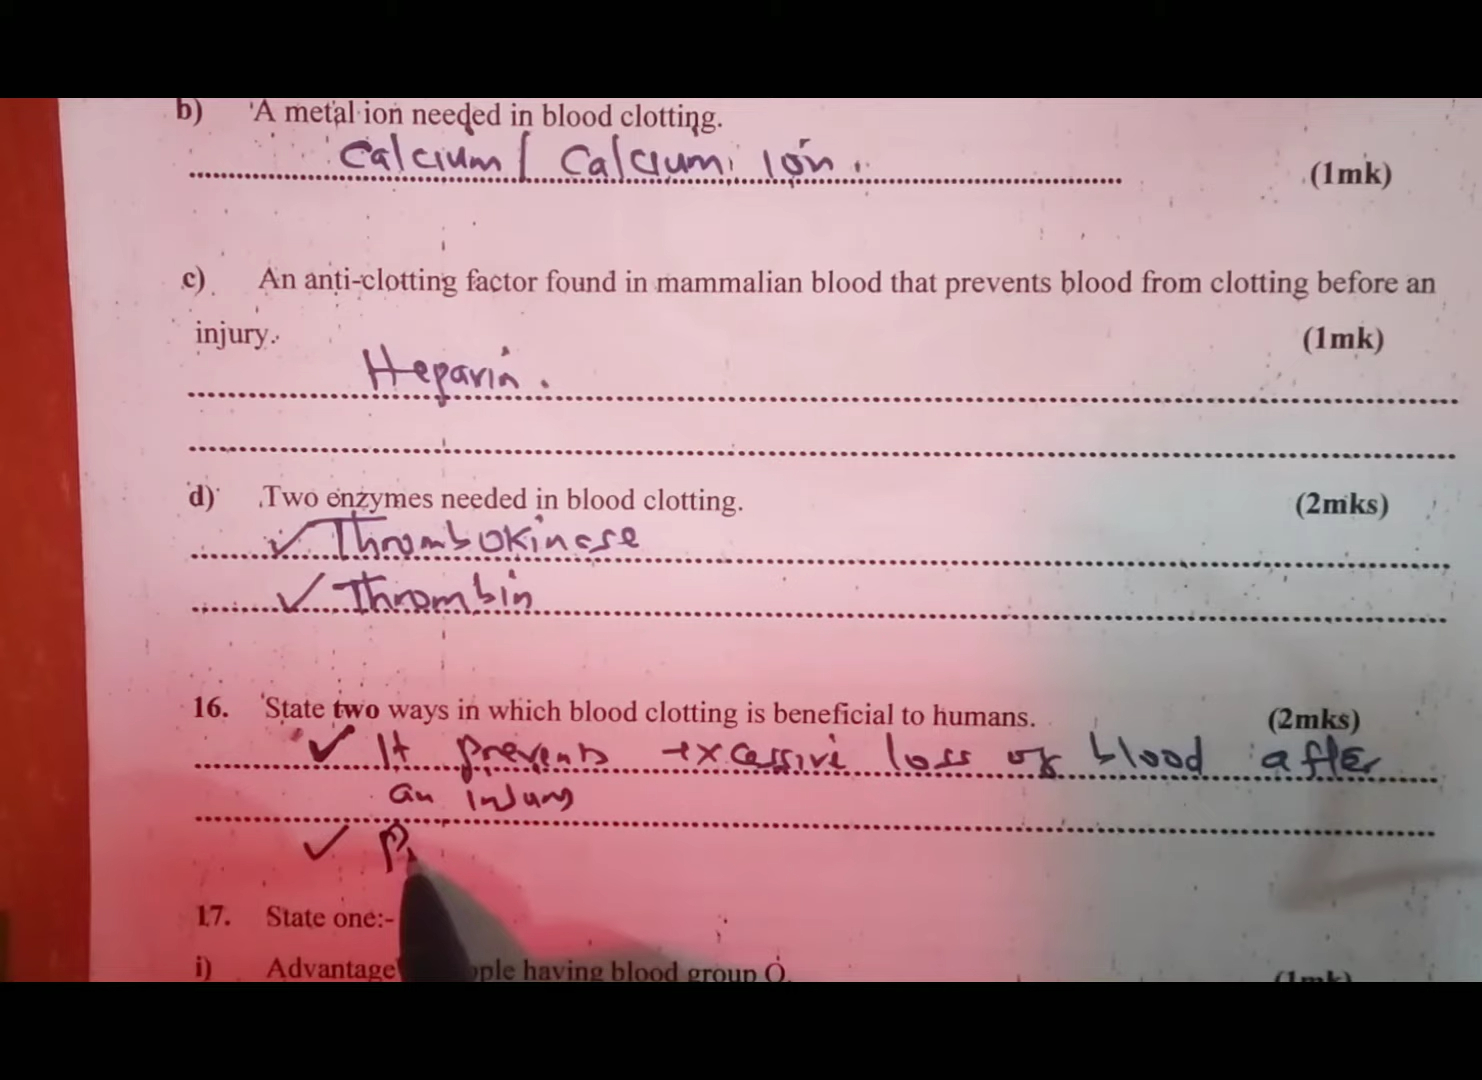 b) A metal ion needed in blood clotting.
Calcium / Calcium ion.
(1mk)
c) An anti-clotting factor found in mammalian blood that prevents blood from clotting before an
injury. (1mk)
Heparin.
d) Two enzymes needed in blood clotting. (2mks)
✓ Thrombokinase
✓ Thrombin
16. State two ways in which blood clotting is beneficial to humans. (2mks)
✓ It prevents excessive loss of blood after
an injury
✓
17. State one:-
i) Advantage ople having blood group O. (1mk)